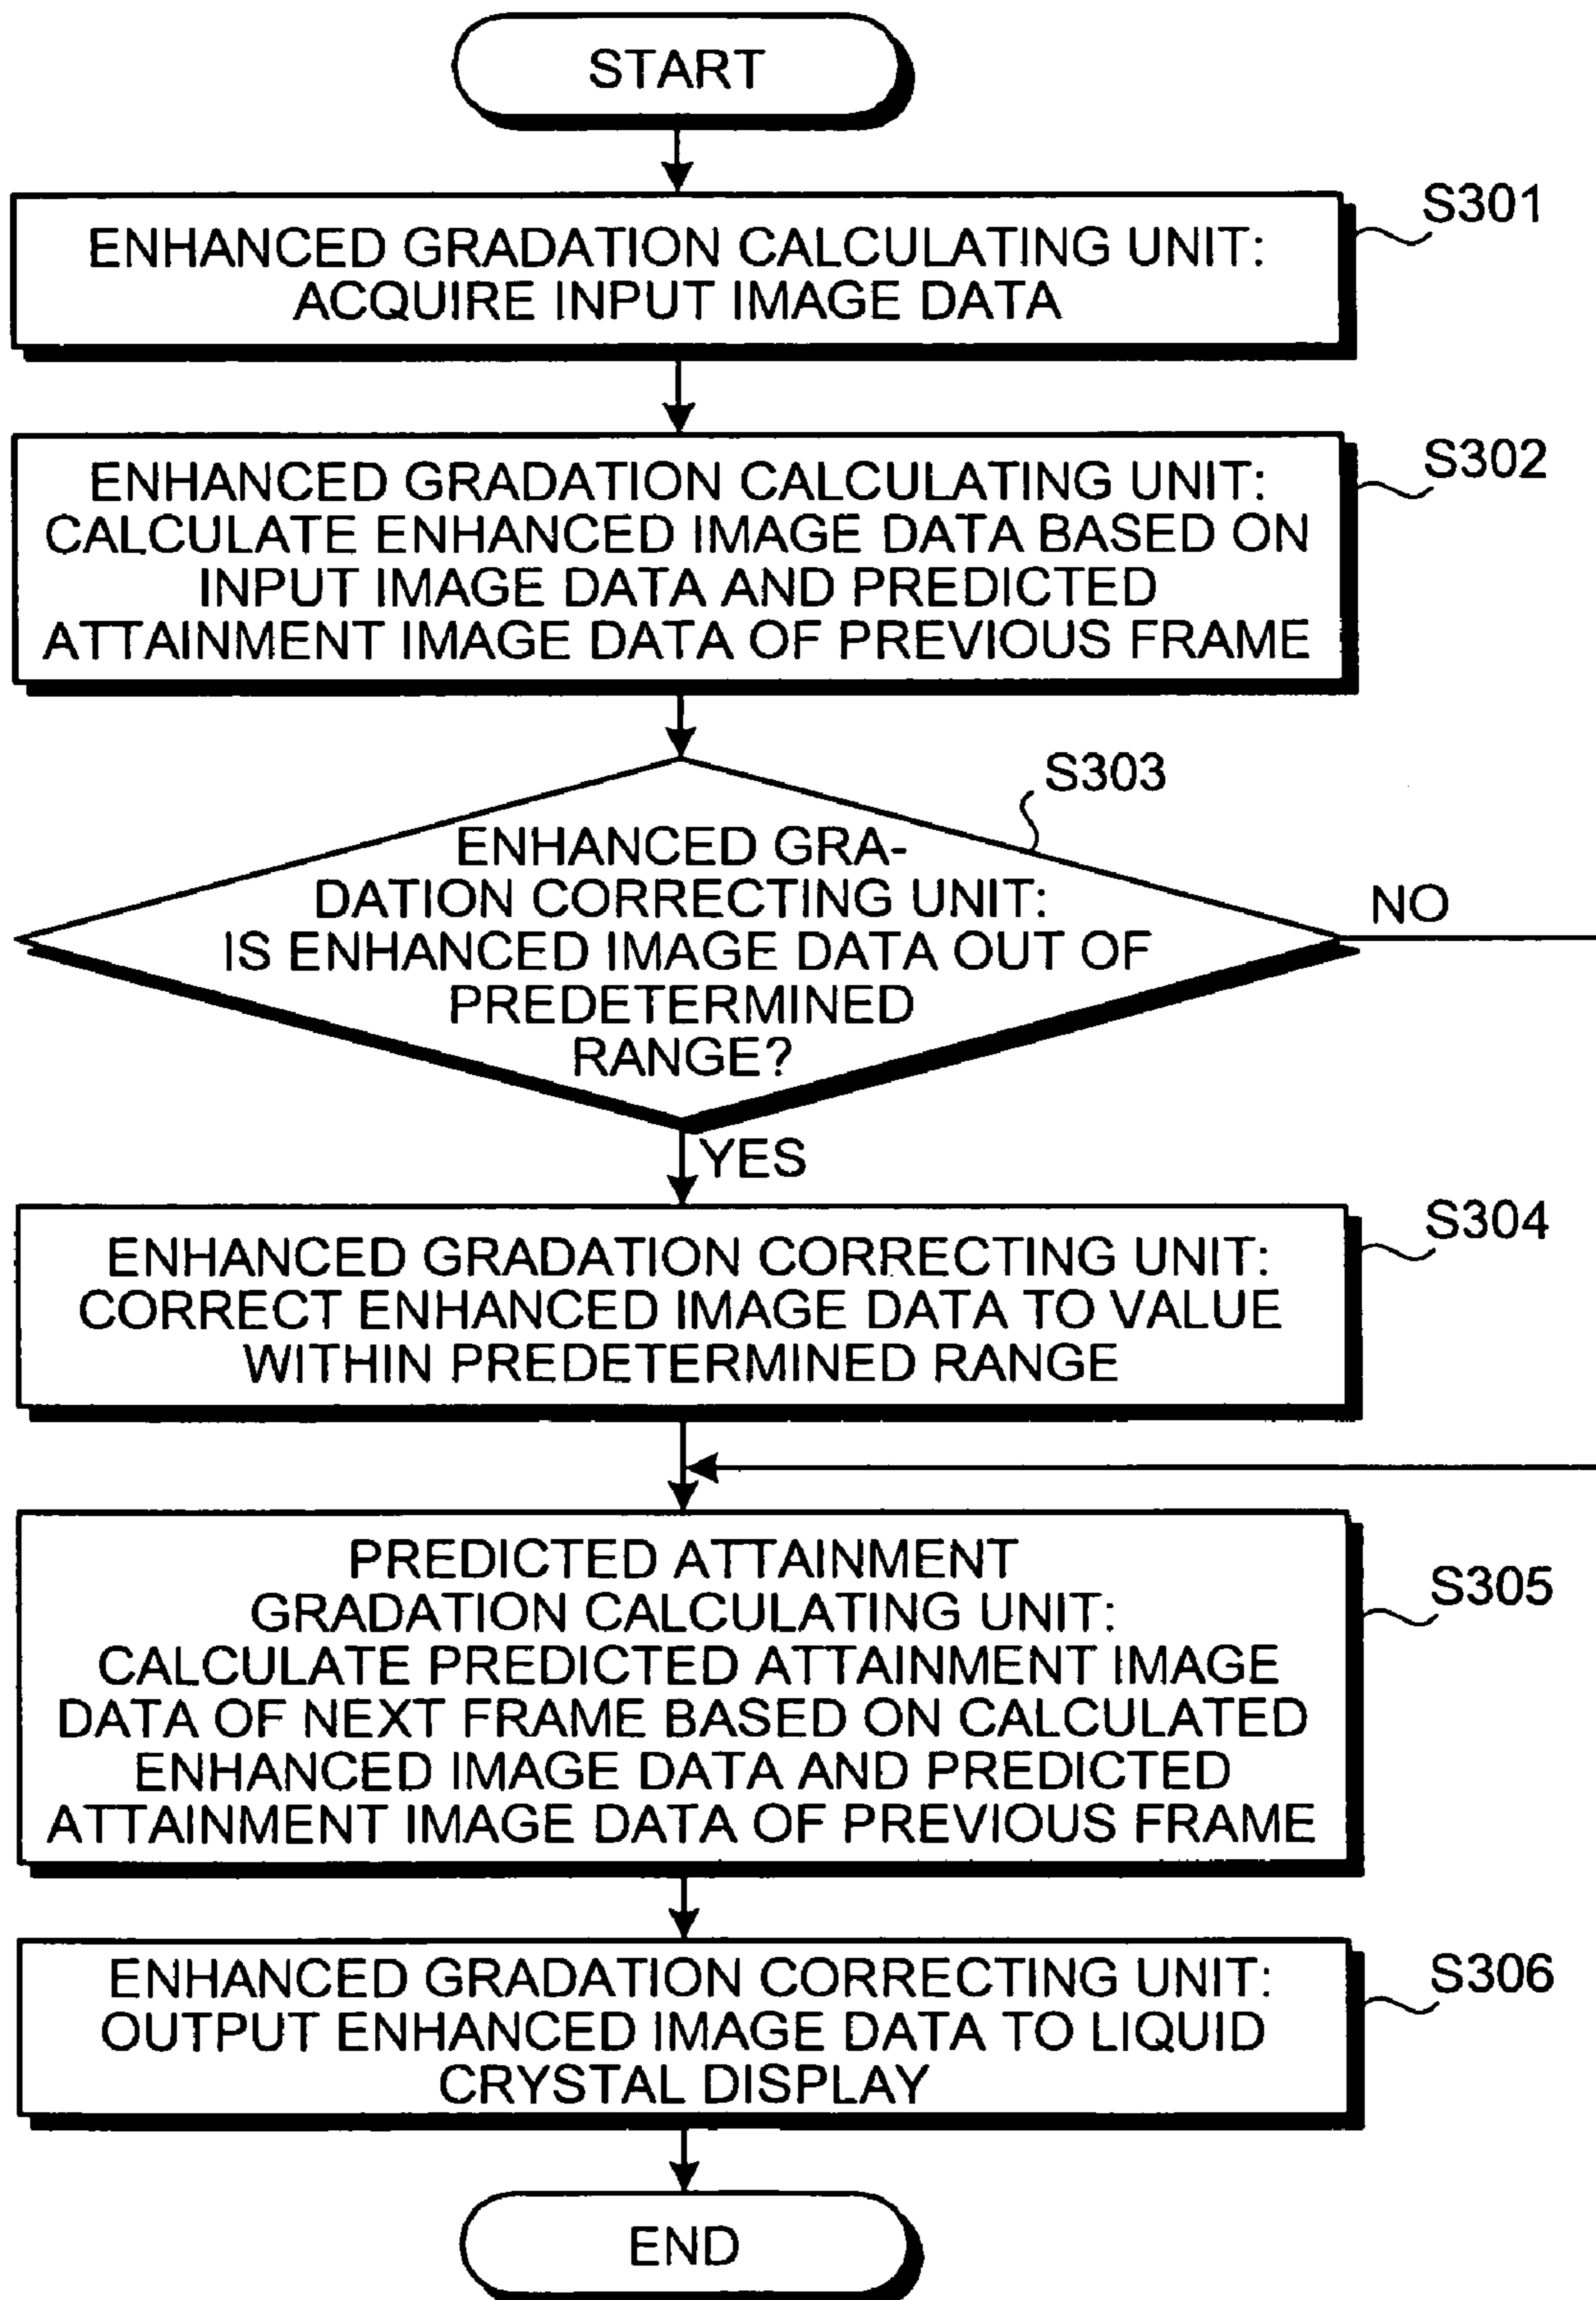 START
S301
ENHANCED GRADATION CALCULATING UNIT:
ACQUIRE INPUT IMAGE DATA
S302
ENHANCED GRADATION CALCULATING UNIT:
CALCULATE ENHANCED IMAGE DATA BASED ON
INPUT IMAGE DATA AND PREDICTED
ATTAINMENT IMAGE DATA OF PREVIOUS FRAME
S303
ENHANCED GRA-
DATION CORRECTING UNIT:
IS ENHANCED IMAGE DATA OUT OF
PREDETERMINED
RANGE?
NO
YES
S304
ENHANCED GRADATION CORRECTING UNIT:
CORRECT ENHANCED IMAGE DATA TO VALUE
WITHIN PREDETERMINED RANGE
S305
PREDICTED ATTAINMENT
GRADATION CALCULATING UNIT:
CALCULATE PREDICTED ATTAINMENT IMAGE
DATA OF NEXT FRAME BASED ON CALCULATED
ENHANCED IMAGE DATA AND PREDICTED
ATTAINMENT IMAGE DATA OF PREVIOUS FRAME
S306
ENHANCED GRADATION CORRECTING UNIT:
OUTPUT ENHANCED IMAGE DATA TO LIQUID
CRYSTAL DISPLAY
END